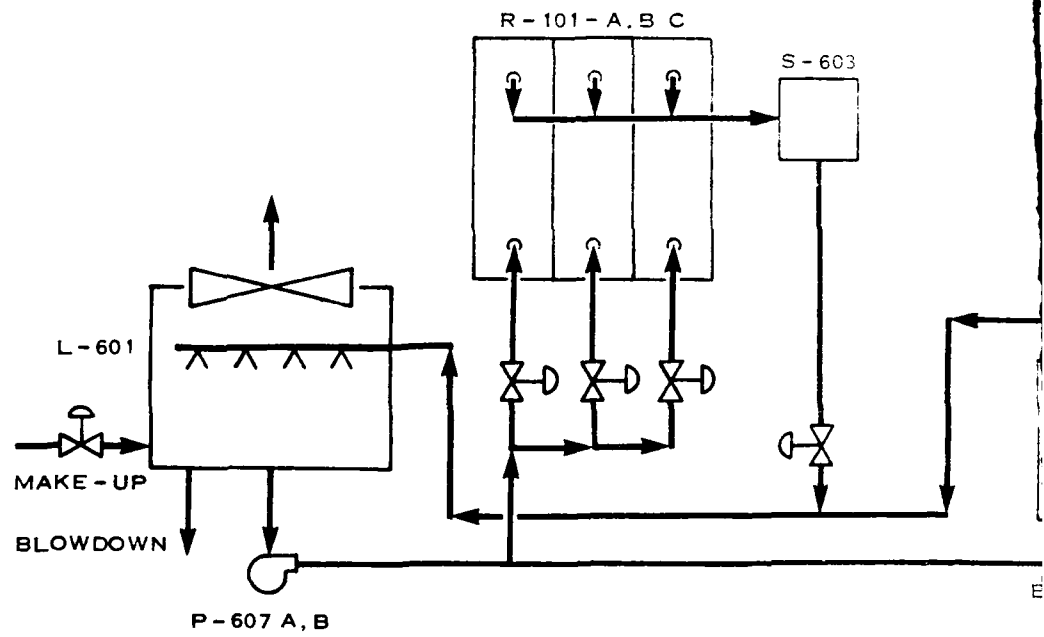 R-101-A,B C
S-603
L-601
MAKE-UP
BLOWDOWN
P-607 A,B
E